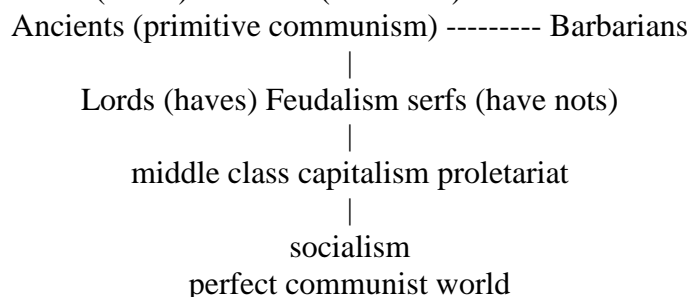 Ancients (primitive communism) --------- Barbarians
|
Lords (haves) Feudalism serfs (have nots)
|
middle class capitalism proletariat
|
socialism
perfect communist world